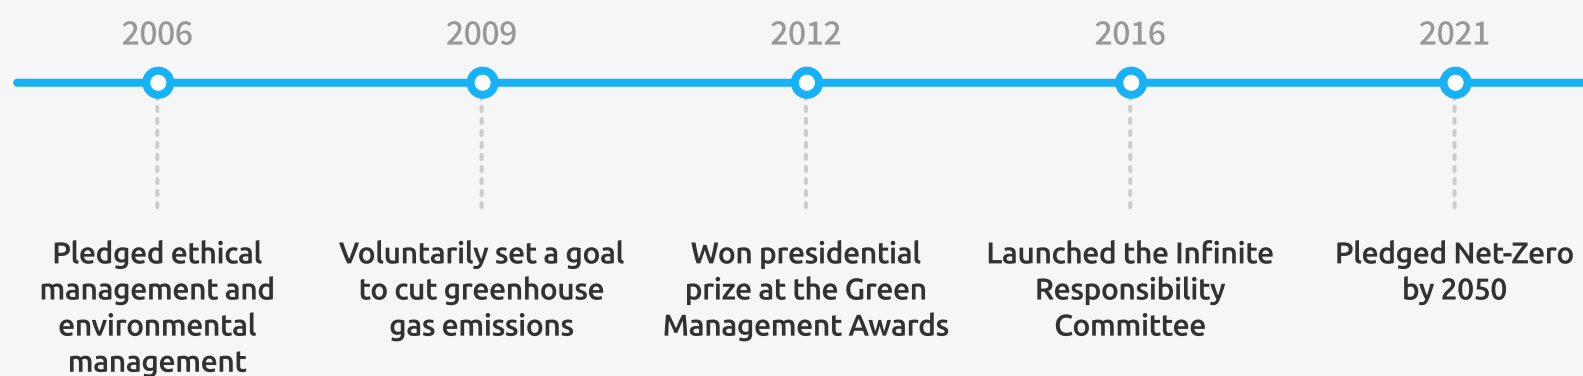 2006
2009
2012
2016
2021
Pledged ethical
management and
environmental
management
Voluntarily set a goal
to cut greenhouse
gas emissions
Won presidential
prize at the Green
Management Awards
Launched the Infinite
Responsibility
Committee
Pledged Net-Zero
by 2050